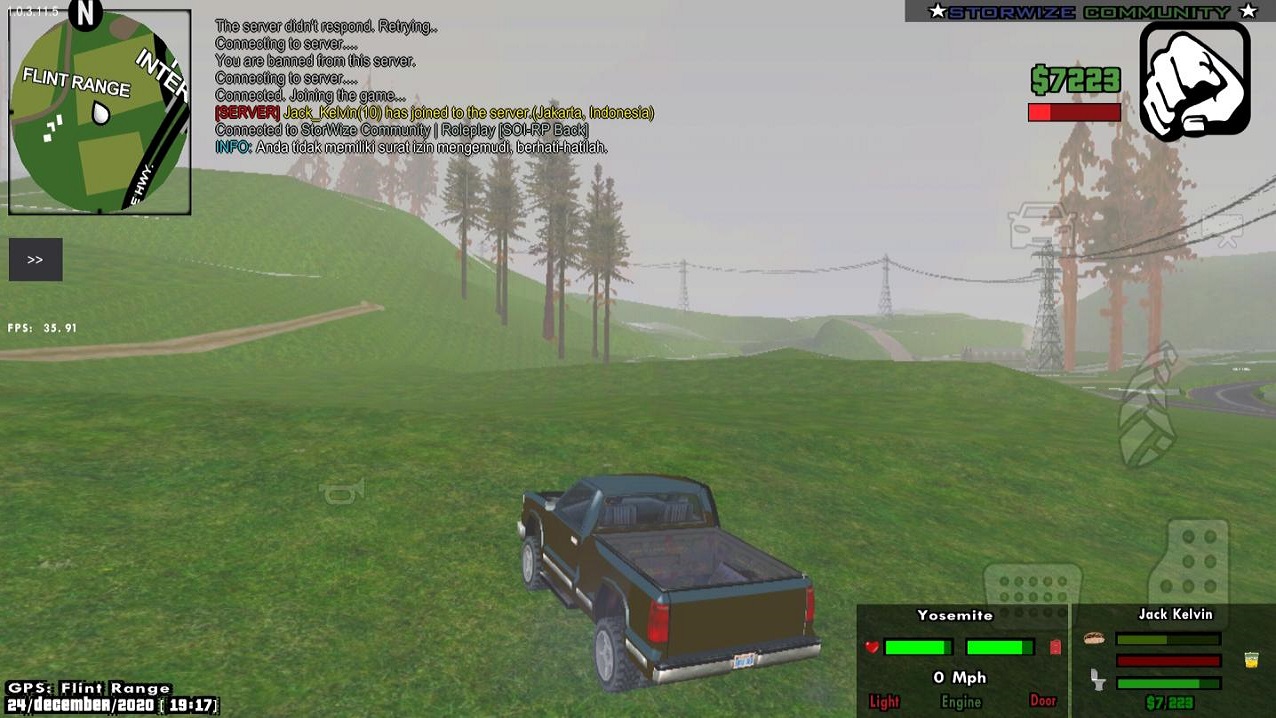 1.0.3.11.5
N
FLINT RANGE
INTER
E HWY.
The server didn't respond. Retrying..
Connecting to server....
You are banned from this server.
Connecting to server....
Connected. Joining the game...
[SERVER] Jack_Kelvin(10) has joined to the server.(Jakarta, Indonesia)
Connected to StorWize Community | Roleplay [SOI-RP Back]
INFO: Anda tidak memiliki surat izin mengemudi, berhati-hatilah.
STORWIZE COMMUNITY
$7223
>>
FPS: 35.91
Yosemite
0 Mph
Light Engine Door
Jack Kelvin
$7,223
GPS: Flint Range
24/december/2020 [ 19:17]